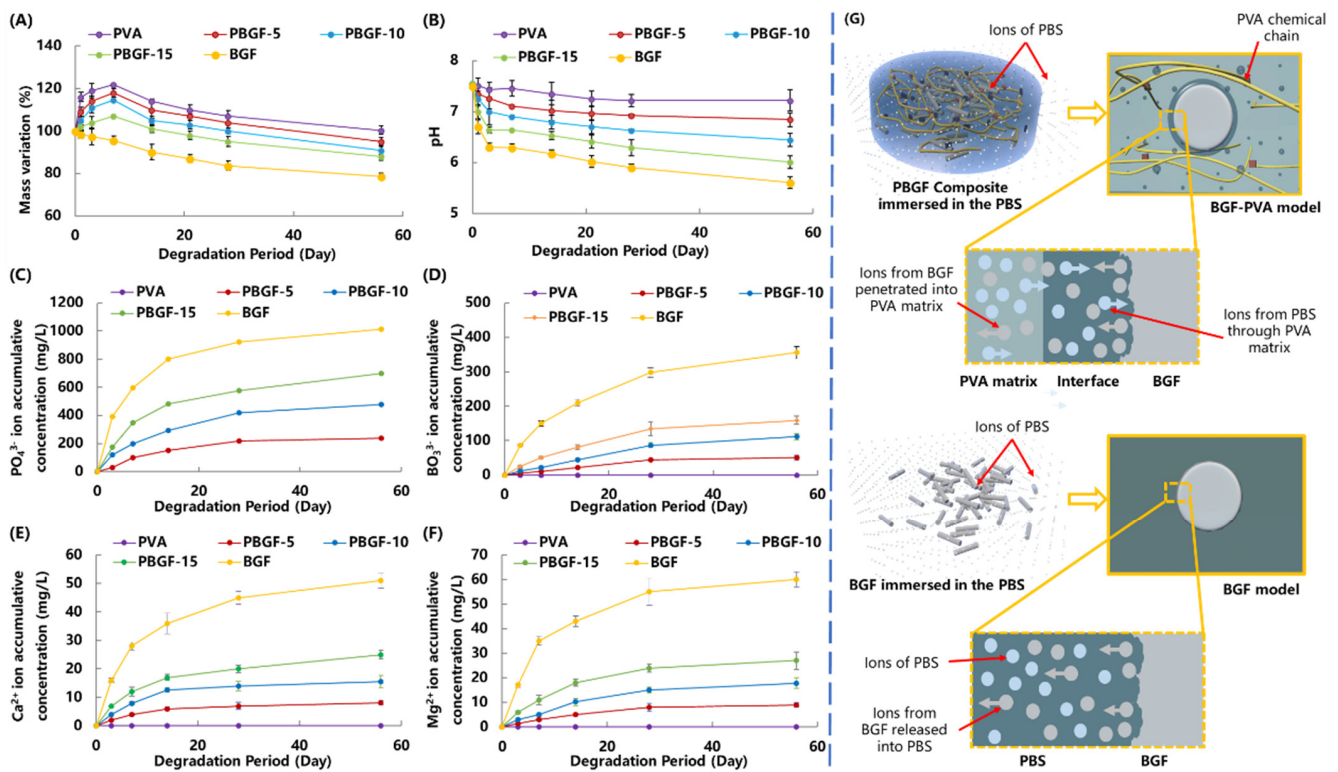 (A)
PVA
PBGF-5
PBGF-10
PBGF-15
BGF
Mass variation (%)
140
120
100
80
60
0
20
40
60
Degradation Period (Day)
(B)
PVA
PBGF-5
PBGF-10
PBGF-15
BGF
pH
8
7
6
5
0
20
40
60
Degradation Period (Day)
(C)
PVA
PBGF-5
PBGF-10
PBGF-15
BGF
PO₄³⁻ ion accumulative
concentration (mg/L)
1200
1000
800
600
400
200
0
0
20
40
60
Degradation Period (Day)
(D)
PVA
PBGF-5
PBGF-10
PBGF-15
BGF
BO₃³⁻ ion accumulative
concentration (mg/L)
500
400
300
200
100
0
0
20
40
60
Degradation Period (Day)
(E)
PVA
PBGF-5
PBGF-10
PBGF-15
BGF
Ca²⁺ ion accumulative
concentration (mg/L)
60
50
40
30
20
10
0
0
20
40
60
Degradation Period (Day)
(F)
PVA
PBGF-5
PBGF-10
PBGF-15
BGF
Mg²⁺ ion accumulative
concentration (mg/L)
70
60
50
40
30
20
10
0
0
20
40
60
Degradation Period (Day)
(G)
Ions of PBS
PVA chemical
chain
PBGF Composite
immersed in the PBS
BGF-PVA model
Ions from BGF
penetrated into
PVA matrix
Ions from PBS
through PVA
matrix
PVA matrix
Interface
BGF
Ions of PBS
BGF immersed in the PBS
BGF model
Ions of PBS
Ions from
BGF released
into PBS
PBS
BGF